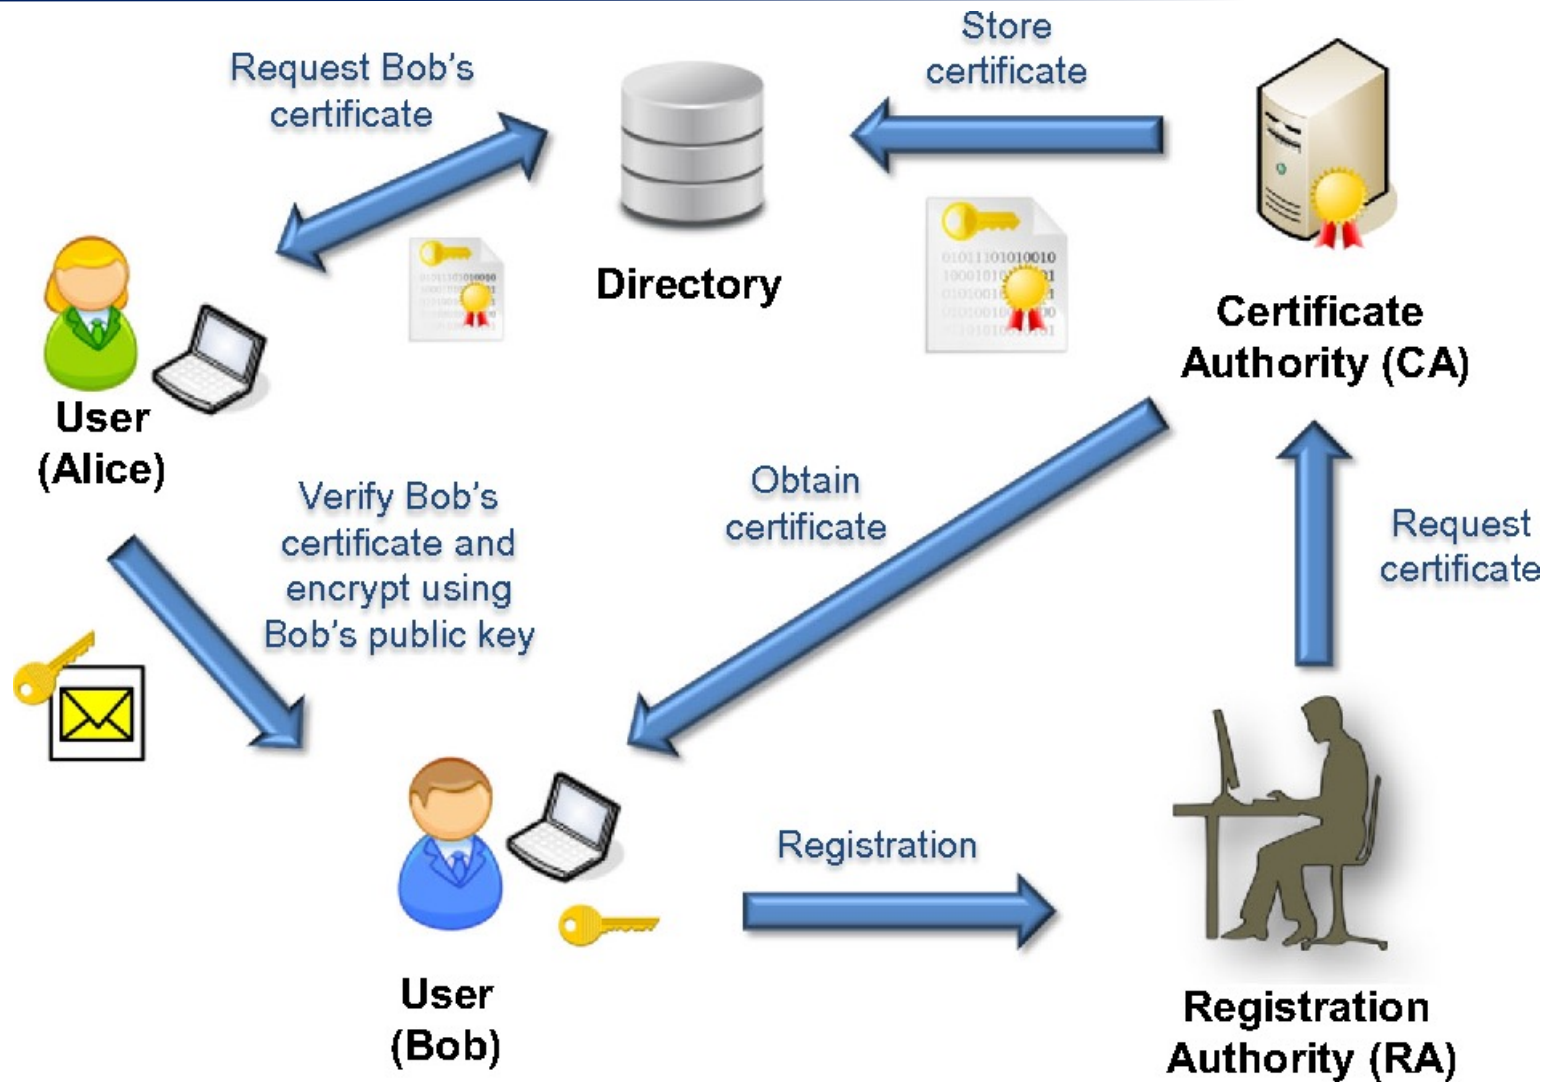 Request Bob's
certificate
Store
certificate
Directory
Certificate
Authority (CA)
User
(Alice)
Verify Bob's
certificate and
encrypt using
Bob's public key
Obtain
certificate
Request
certificate
Registration
User
(Bob)
Registration
Authority (RA)